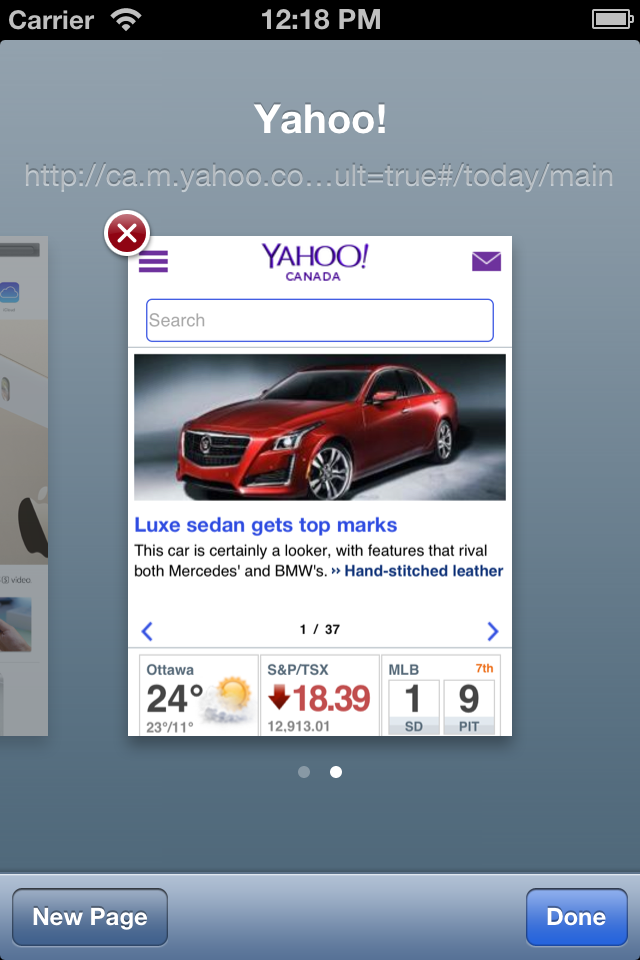 Carrier 12:18 PM
Yahoo!
http://ca.m.yahoo.co...ult=true#/today/main
YAHOO!
CANADA
Search
Luxe sedan gets top marks
This car is certainly a looker, with features that rival
both Mercedes' and BMW's. ›› Hand-stitched leather
1 / 37
Ottawa
24°
23°/11°
S&P/TSX
18.39
12,913.01
MLB 7th
1 9
SD PIT
video.
New Page Done